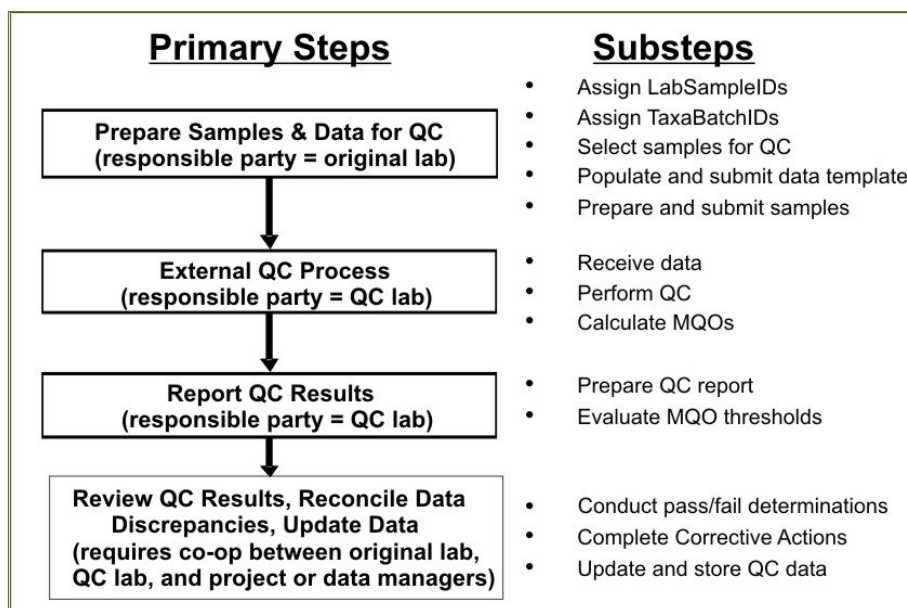 Primary Steps
Substeps
Prepare Samples & Data for QC
(responsible party = original lab)
• Assign LabSampleIDs
• Assign TaxaBatchIDs
• Select samples for QC
• Populate and submit data template
• Prepare and submit samples
External QC Process
(responsible party = QC lab)
• Receive data
• Perform QC
• Calculate MQOs
Report QC Results
(responsible party = QC lab)
• Prepare QC report
• Evaluate MQO thresholds
Review QC Results, Reconcile Data
Discrepancies, Update Data
(requires co-op between original lab,
QC lab, and project or data managers)
• Conduct pass/fail determinations
• Complete Corrective Actions
• Update and store QC data